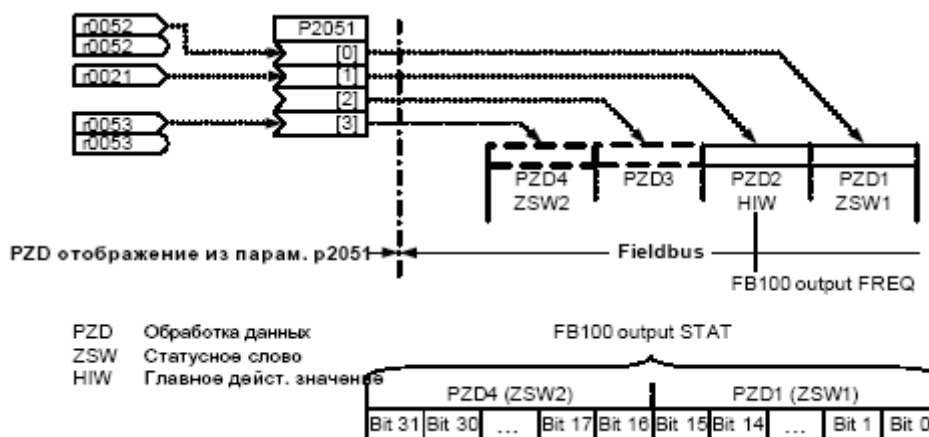 r0052
r0052
r0021
r0053
r0053
P2051
[0]
[1]
[2]
[3]
PZD4
ZSW2
PZD3
PZD2
HIW
PZD1
ZSW1
PZD отображение из парам. p2051
Fieldbus
FB100 output FREQ
PZD Обработка данных
ZSW Статусное слово
HIW Главное дейст. значение
FB100 output STAT
PZD4 (ZSW2) PZD1 (ZSW1)
Bit 31 Bit 30 ... Bit 17 Bit 16 Bit 15 Bit 14 ... Bit 1 Bit 0